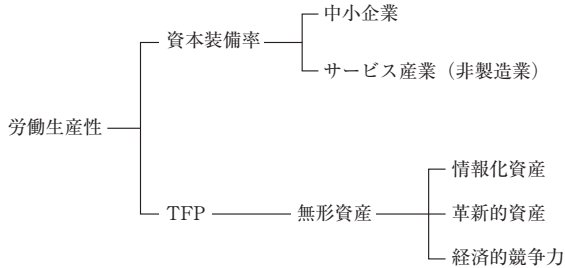 中小企業
資本装備率
サービス産業（非製造業）
労働生産性
情報化資産
TFP
無形資産
革新的資産
経済的競争力